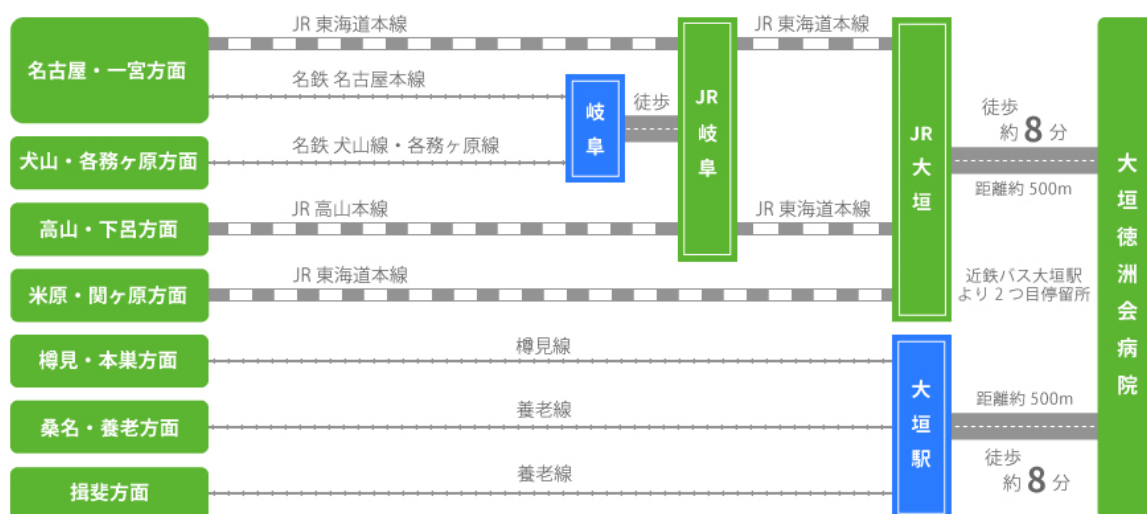 JR 東海道本線
JR 東海道本線
名古屋・一宮方面
名鉄 名古屋本線
岐阜
徒歩
JR岐阜
JR大垣
徒歩
約 8 分
距離約 500m
大垣徳洲会病院
名鉄 犬山線・各務ヶ原線
犬山・各務ヶ原方面
JR 高山本線
JR 東海道本線
高山・下呂方面
JR 東海道本線
米原・関ヶ原方面
近鉄バス大垣駅
より 2 つ目停留所
樽見線
樽見・本巣方面
大垣駅
養老線
桑名・養老方面
距離約 500m
徒歩
約 8 分
養老線
揖斐方面